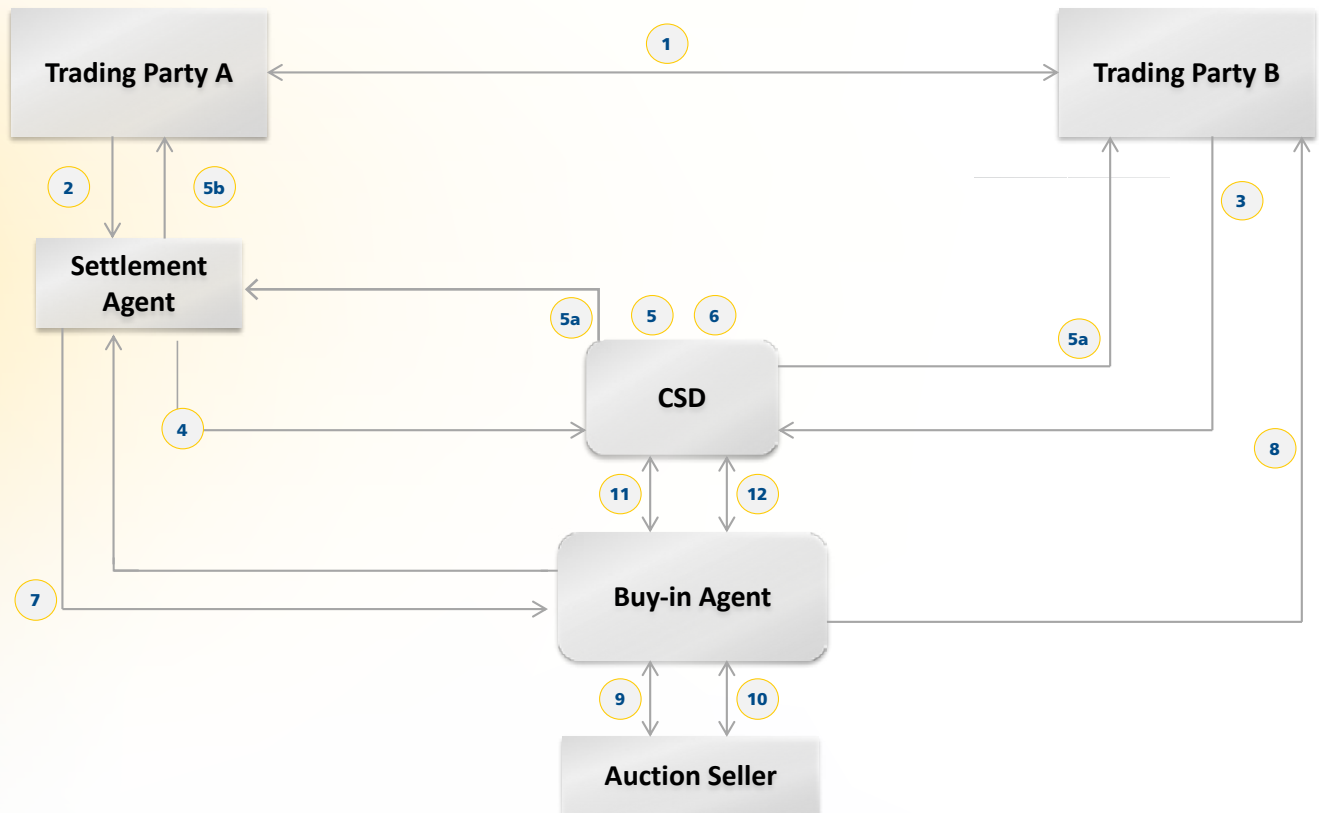 1
Trading Party A
Trading Party B
2
5b
3
Settlement
Agent
5a
5
6
5a
CSD
4
8
11
12
7
Buy-in Agent
9
10
Auction Seller